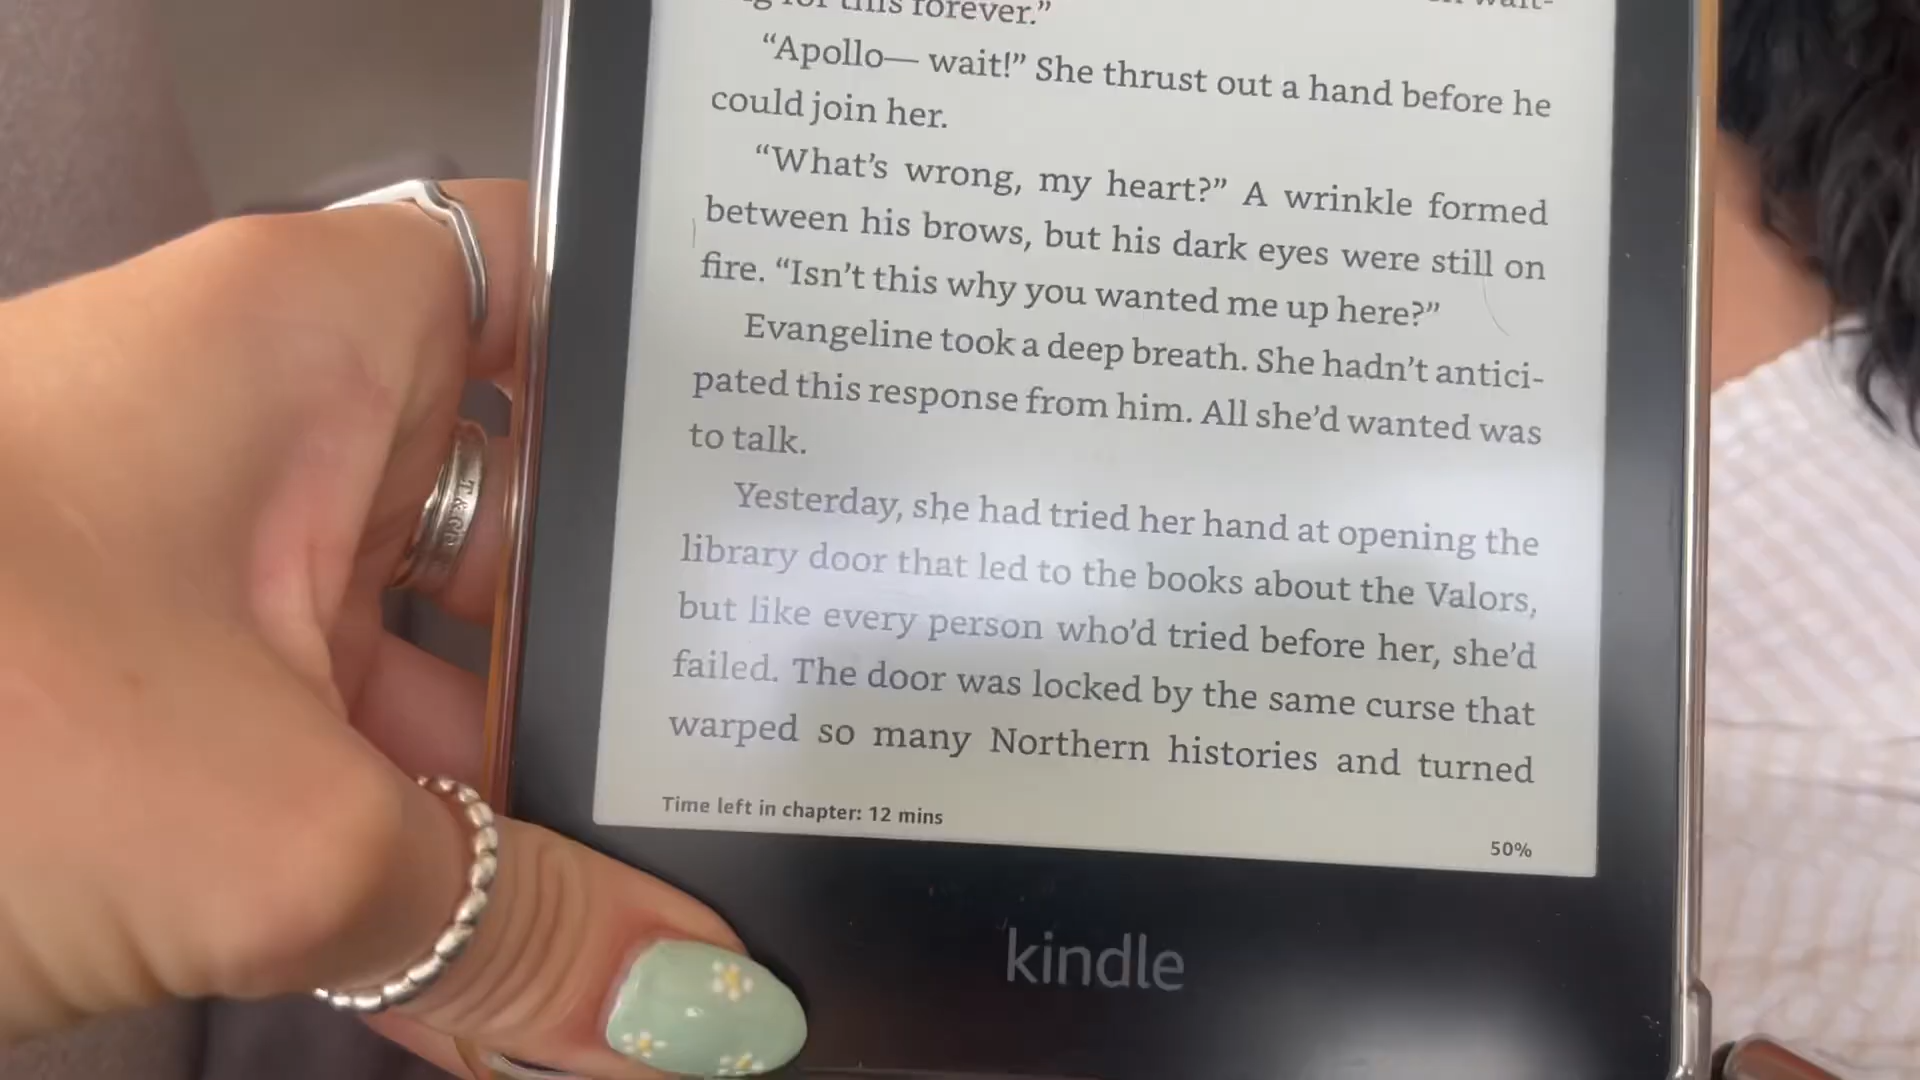 for this forever.”
“Apollo— wait!” She thrust out a hand before he
could join her.
“What’s wrong, my heart?” A wrinkle formed
between his brows, but his dark eyes were still on
fire. “Isn’t this why you wanted me up here?”
Evangeline took a deep breath. She hadn’t antici-
pated this response from him. All she’d wanted was
to talk.
Yesterday, she had tried her hand at opening the
library door that led to the books about the Valors,
but like every person who’d tried before her, she’d
failed. The door was locked by the same curse that
warped so many Northern histories and turned
Time left in chapter: 12 mins
50%
kindle